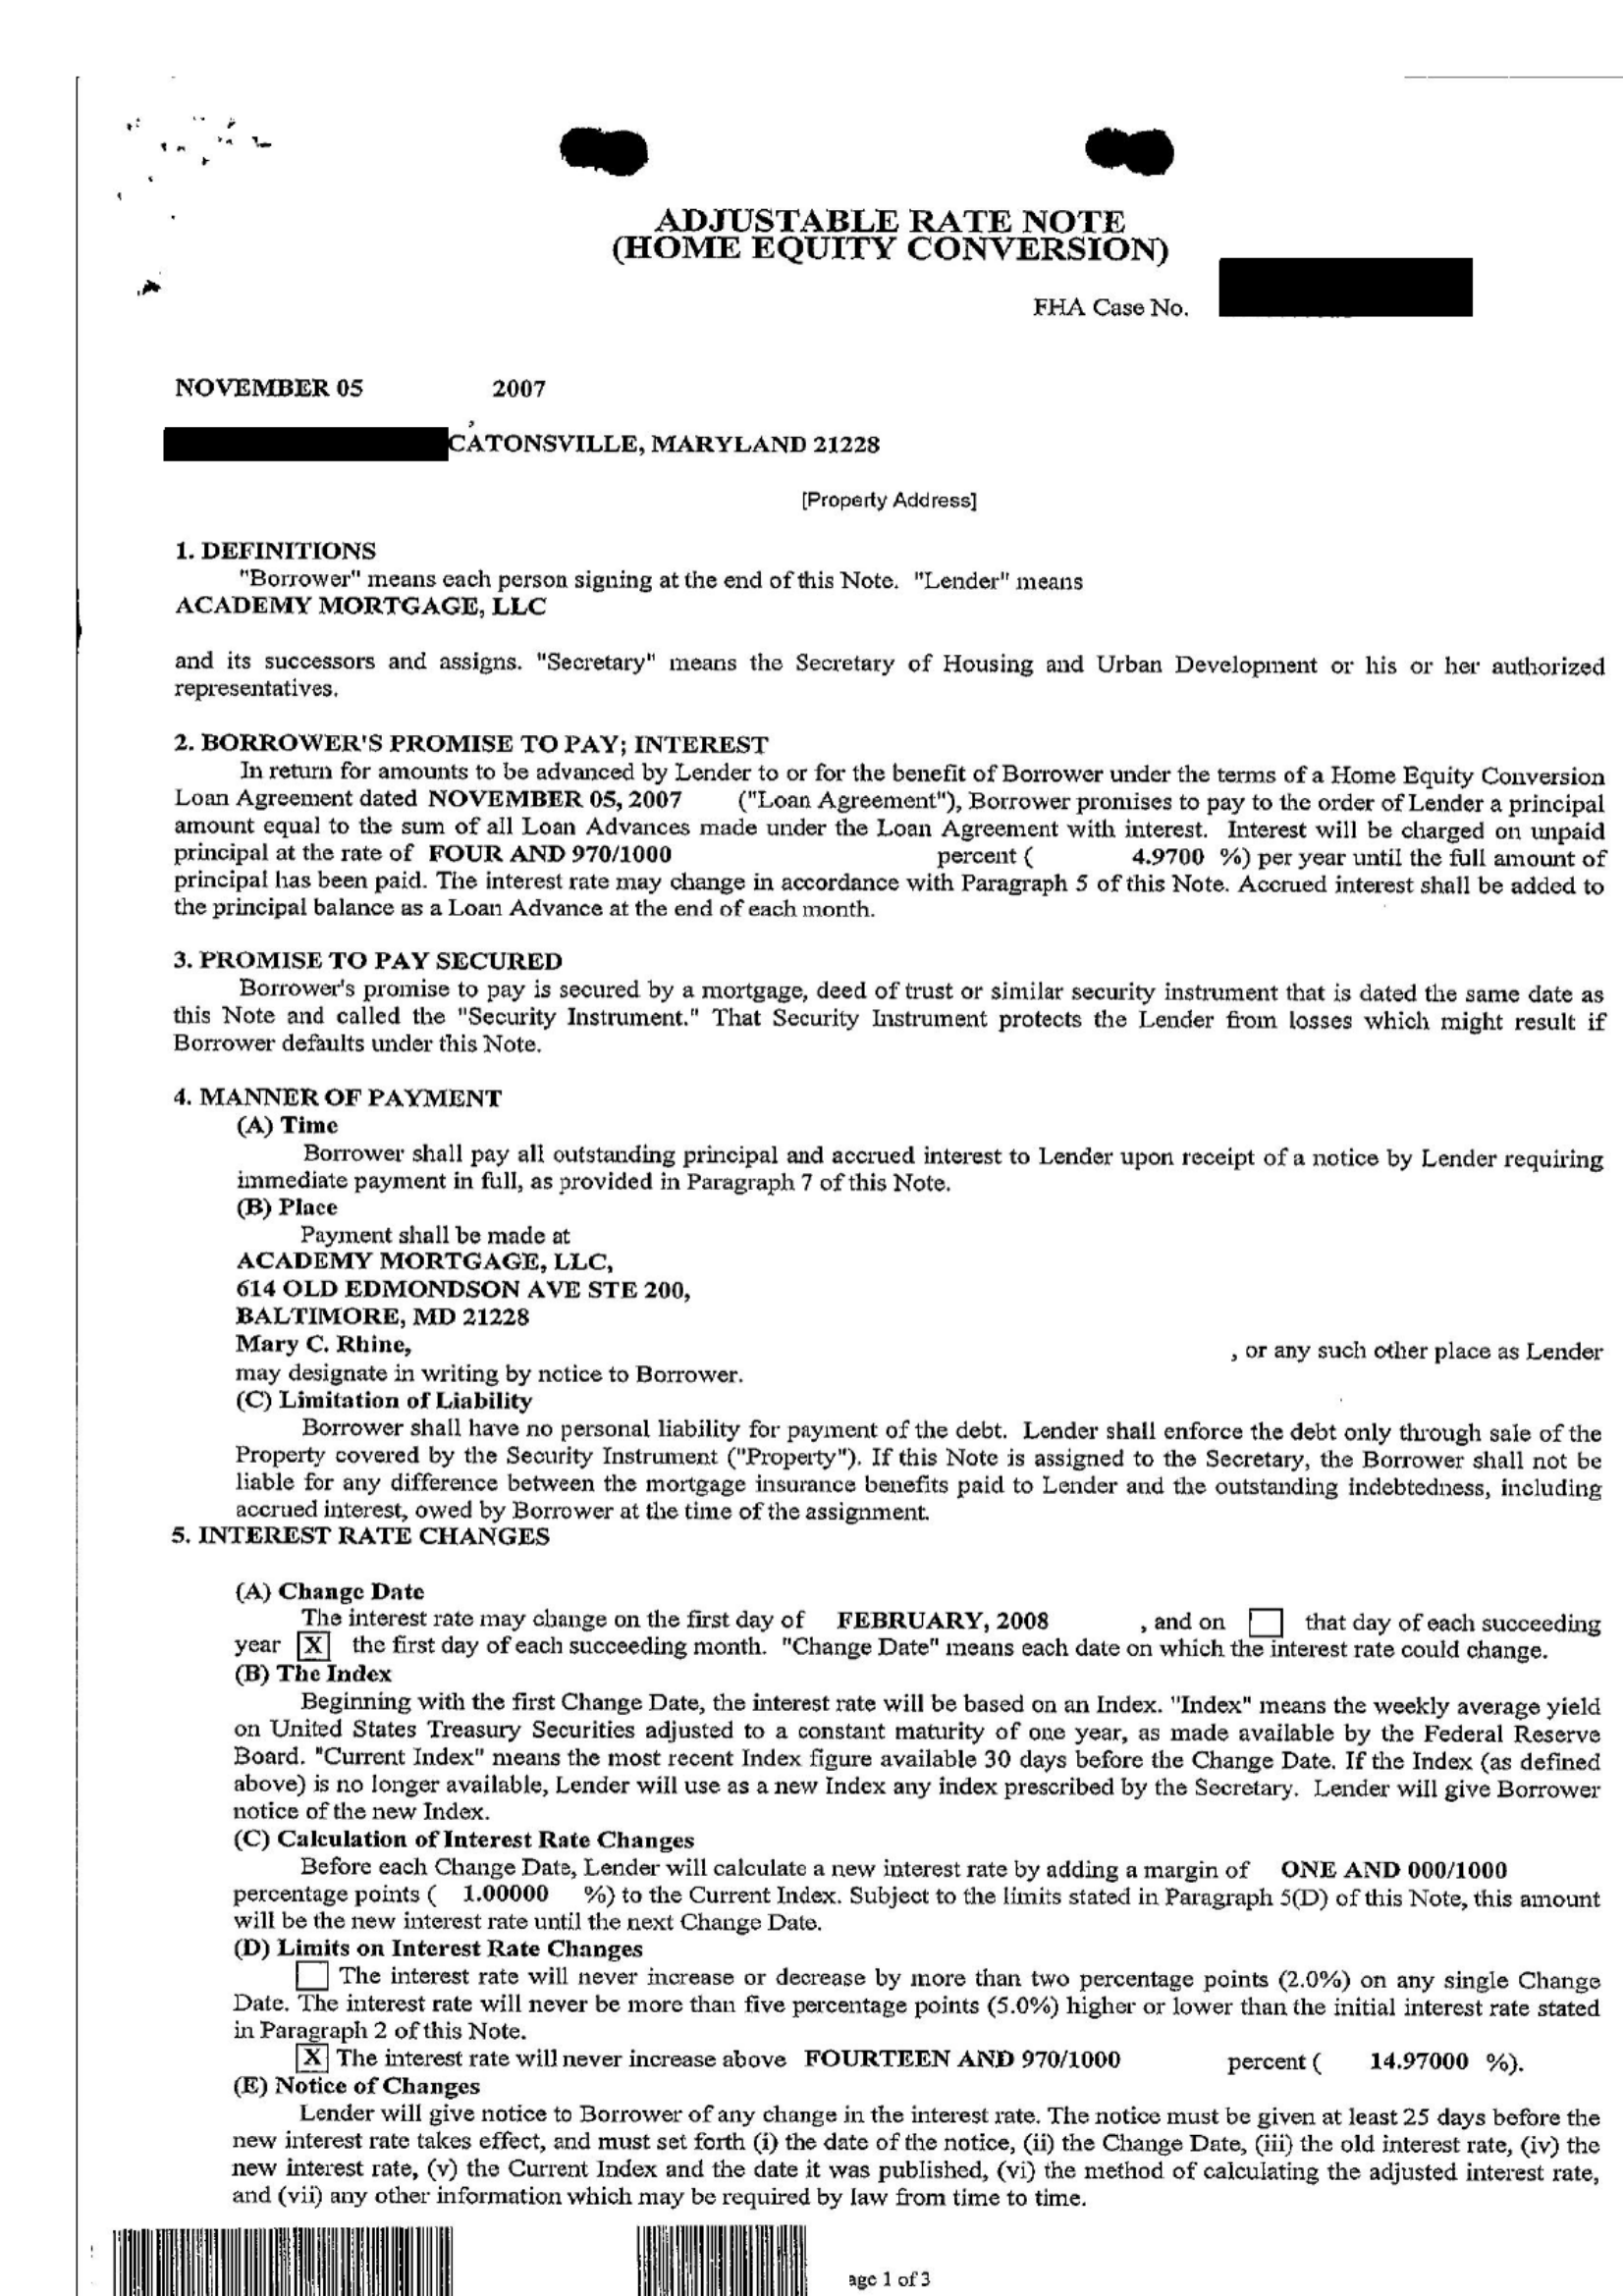 ADJUSTABLE RATE NOTE
(HOME EQUITY CONVERSION)
FHA Case No.
NOVEMBER 05 2007
, CATONSVILLE, MARYLAND 21228
[Property Address]
1. DEFINITIONS
"Borrower" means each person signing at the end of this Note. "Lender" means
ACADEMY MORTGAGE, LLC
and its successors and assigns. "Secretary" means the Secretary of Housing and Urban Development or his or her authorized
representatives.
2. BORROWER'S PROMISE TO PAY; INTEREST
In return for amounts to be advanced by Lender to or for the benefit of Borrower under the terms of a Home Equity Conversion
Loan Agreement dated NOVEMBER 05, 2007 ("Loan Agreement"), Borrower promises to pay to the order of Lender a principal
amount equal to the sum of all Loan Advances made under the Loan Agreement with interest. Interest will be charged on unpaid
principal at the rate of FOUR AND 970/1000 percent ( 4.9700 %) per year until the full amount of
principal has been paid. The interest rate may change in accordance with Paragraph 5 of this Note. Accrued interest shall be added to
the principal balance as a Loan Advance at the end of each month.
3. PROMISE TO PAY SECURED
Borrower's promise to pay is secured by a mortgage, deed of trust or similar security instrument that is dated the same date as
this Note and called the "Security Instrument." That Security Instrument protects the Lender from losses which might result if
Borrower defaults under this Note.
4. MANNER OF PAYMENT
(A) Time
Borrower shall pay all outstanding principal and accrued interest to Lender upon receipt of a notice by Lender requiring
immediate payment in full, as provided in Paragraph 7 of this Note.
(B) Place
Payment shall be made at
ACADEMY MORTGAGE, LLC,
614 OLD EDMONDSON AVE STE 200,
BALTIMORE, MD 21228
Mary C. Rhine, , or any such other place as Lender
may designate in writing by notice to Borrower.
(C) Limitation of Liability
Borrower shall have no personal liability for payment of the debt. Lender shall enforce the debt only through sale of the
Property covered by the Security Instrument ("Property"). If this Note is assigned to the Secretary, the Borrower shall not be
liable for any difference between the mortgage insurance benefits paid to Lender and the outstanding indebtedness, including
accrued interest, owed by Borrower at the time of the assignment.
5. INTEREST RATE CHANGES
(A) Change Date
The interest rate may change on the first day of FEBRUARY, 2008 , and on that day of each succeeding
year X the first day of each succeeding month. "Change Date" means each date on which the interest rate could change.
(B) The Index
Beginning with the first Change Date, the interest rate will be based on an Index. "Index" means the weekly average yield
on United States Treasury Securities adjusted to a constant maturity of one year, as made available by the Federal Reserve
Board. "Current Index" means the most recent Index figure available 30 days before the Change Date. If the Index (as defined
above) is no longer available, Lender will use as a new Index any index prescribed by the Secretary. Lender will give Borrower
notice of the new Index.
(C) Calculation of Interest Rate Changes
Before each Change Date, Lender will calculate a new interest rate by adding a margin of ONE AND 000/1000
percentage points ( 1.00000 %) to the Current Index. Subject to the limits stated in Paragraph 5(D) of this Note, this amount
will be the new interest rate until the next Change Date.
(D) Limits on Interest Rate Changes
The interest rate will never increase or decrease by more than two percentage points (2.0%) on any single Change
Date. The interest rate will never be more than five percentage points (5.0%) higher or lower than the initial interest rate stated
in Paragraph 2 of this Note.
X The interest rate will never increase above FOURTEEN AND 970/1000 percent ( 14.97000 %).
(E) Notice of Changes
Lender will give notice to Borrower of any change in the interest rate. The notice must be given at least 25 days before the
new interest rate takes effect, and must set forth (i) the date of the notice, (ii) the Change Date, (iii) the old interest rate, (iv) the
new interest rate, (v) the Current Index and the date it was published, (vi) the method of calculating the adjusted interest rate,
and (vii) any other information which may be required by law from time to time.
age 1 of 3